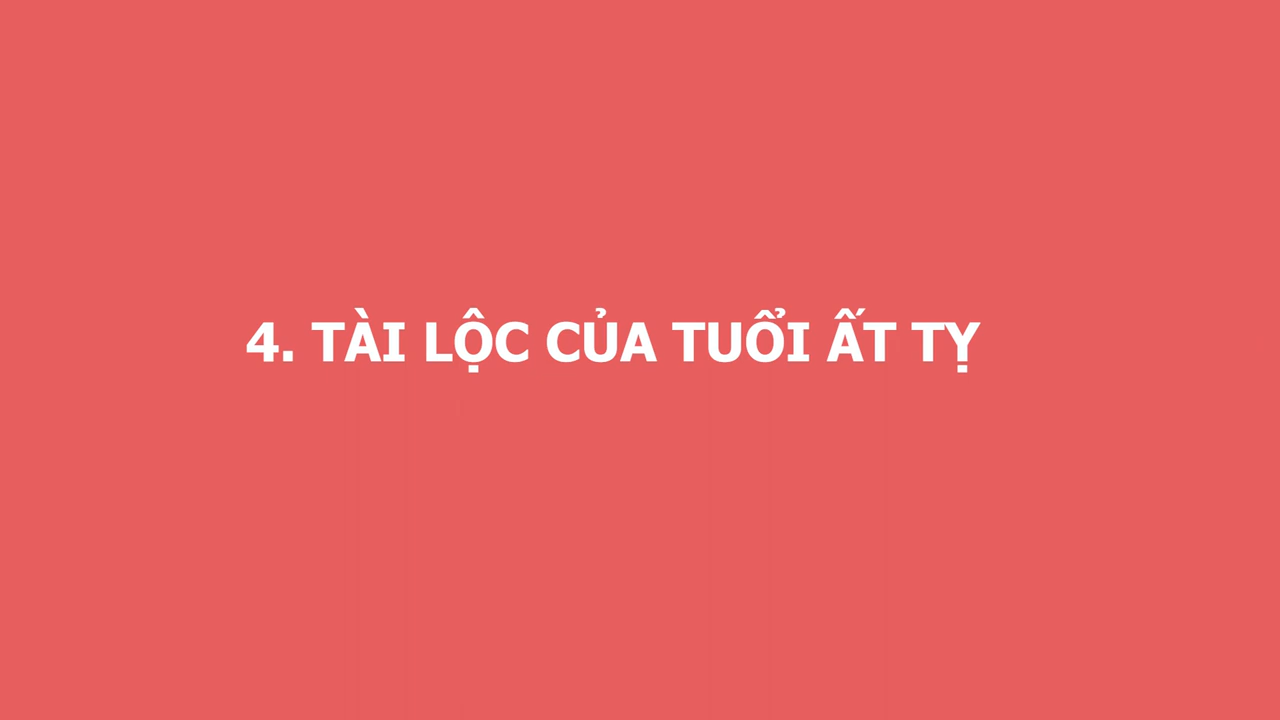 4. TÀI LỘC CỦA TUỔI ẤT TỴ